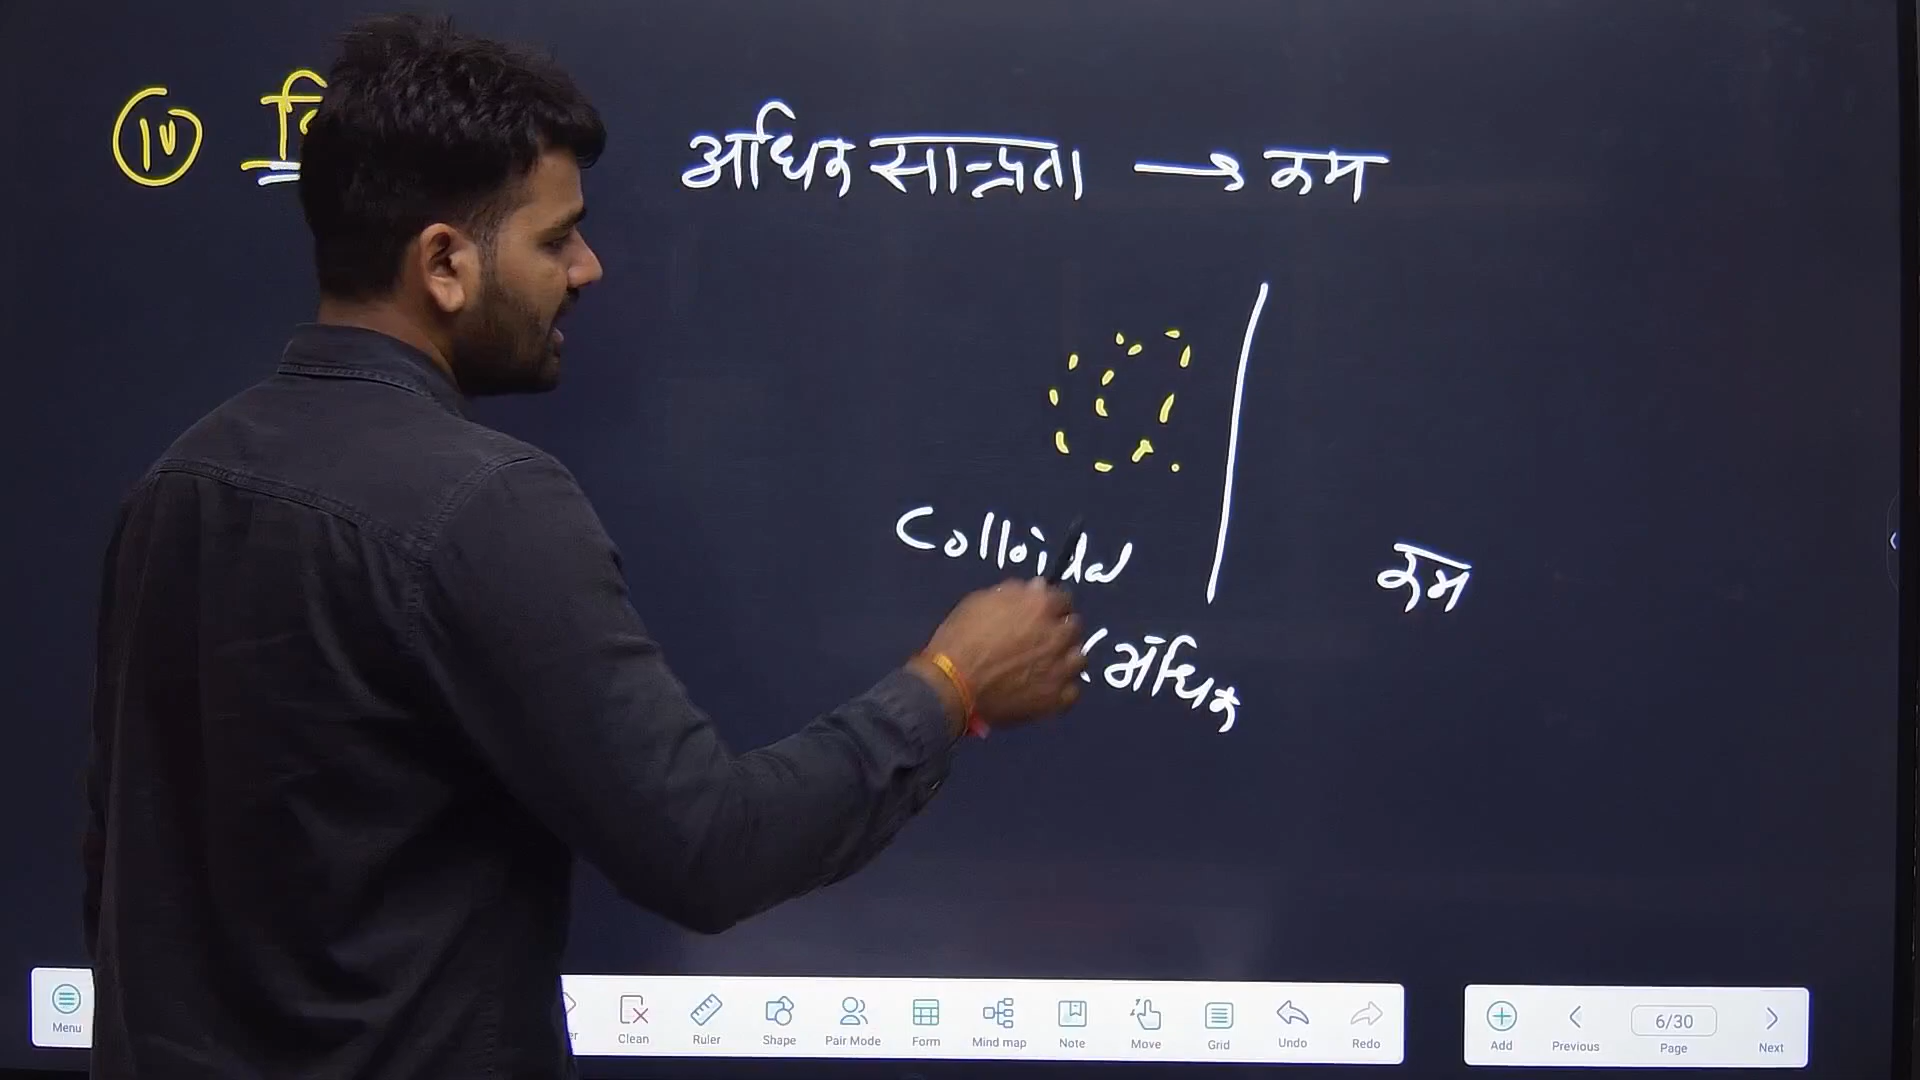 (iv)
अधिक सान्द्रता → कम
Colloidal
कम
(अधिक
Menu
Clean Ruler Shape Pair Mode Form Mind map Note Move Grid Undo Redo
Add Previous 6/30 Page Next